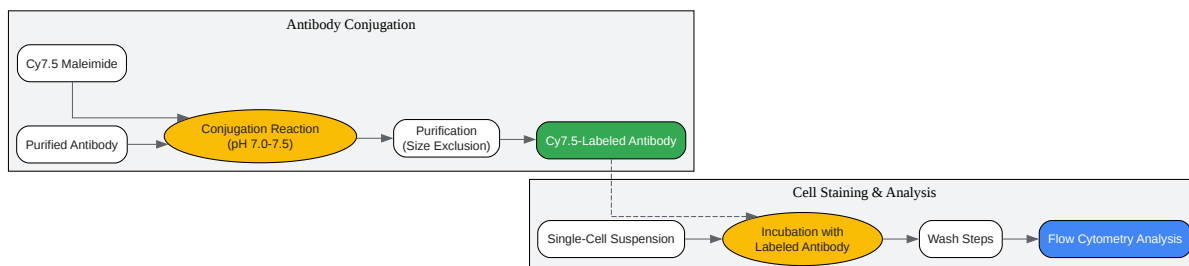 Antibody Conjugation
Cy7.5 Maleimide
Purified Antibody
Conjugation Reaction
(pH 7.0-7.5)
Purification
(Size Exclusion)
Cy7.5-Labeled Antibody
Cell Staining & Analysis
Single-Cell Suspension
Incubation with
Labeled Antibody
Wash Steps
Flow Cytometry Analysis